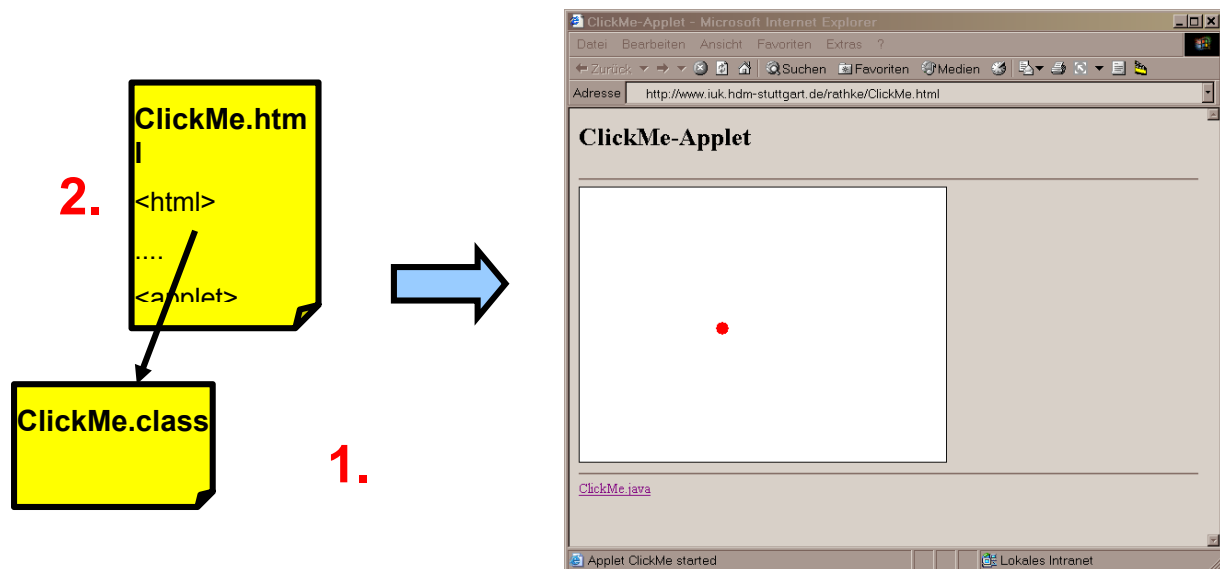 2.
ClickMe.htm
l
<html>
....
<applet>
ClickMe.class
1.
ClickMe-Applet - Microsoft Internet Explorer
Datei Bearbeiten Ansicht Favoriten Extras ?
Zurück Suchen Favoriten Medien
Adresse http://www.iuk.hdm-stuttgart.de/rathke/ClickMe.html
ClickMe-Applet
ClickMe.java
Applet ClickMe started Lokales Intranet